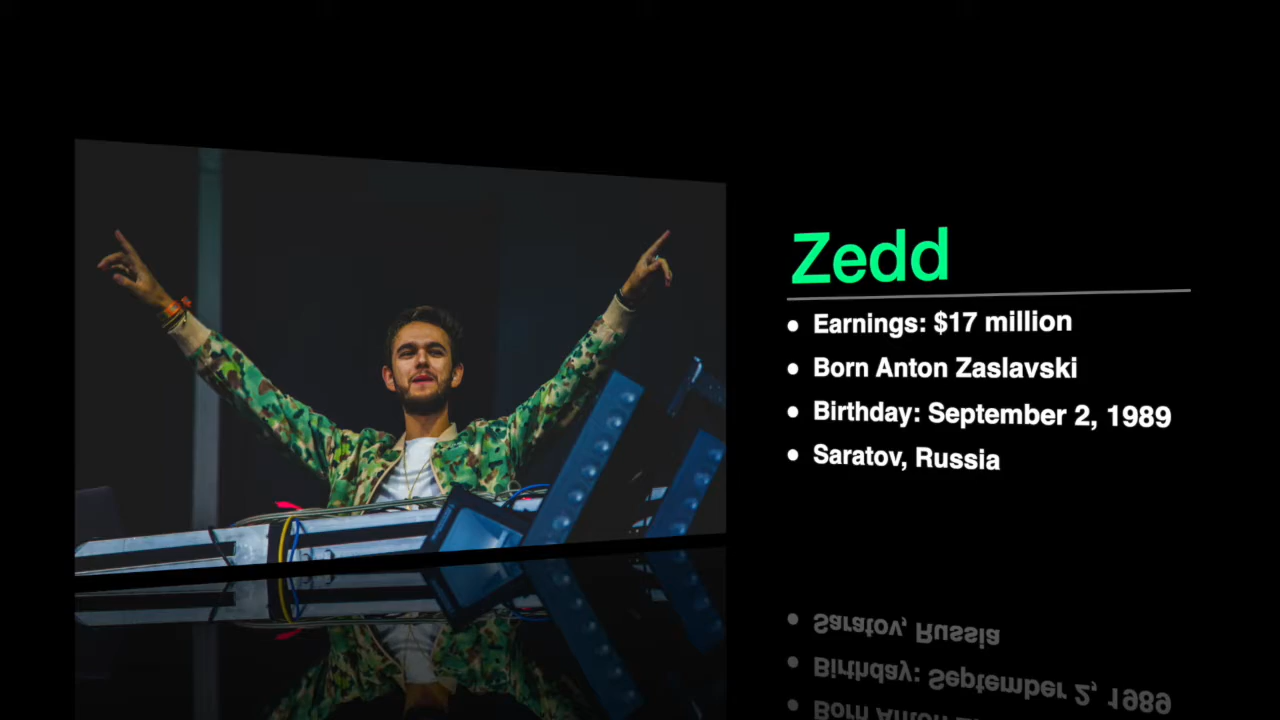 Zedd
• Earnings: $17 million
• Born Anton Zaslavski
• Birthday: September 2, 1989
• Saratov, Russia